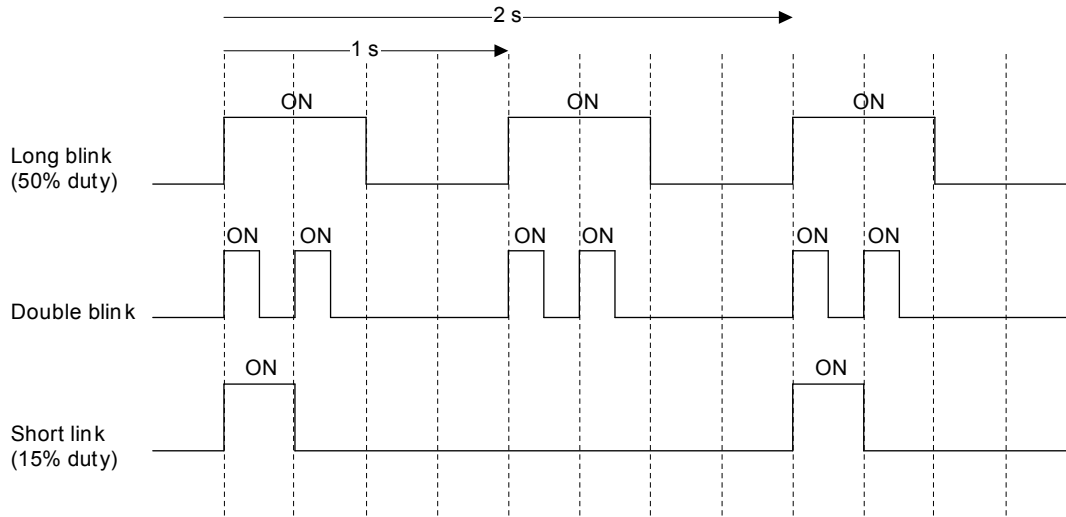 2 s
1 s
ON ON ON
Long blink
(50% duty)
ON ON ON ON ON ON
Double blink
ON ON
Short link
(15% duty)